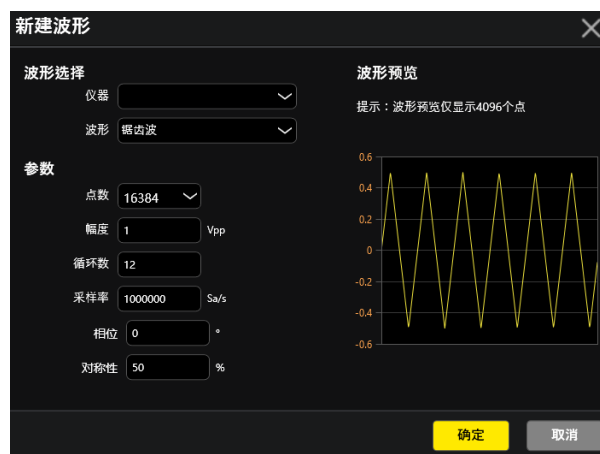 新建波形
波形选择
仪器
波形 锯齿波
参数
点数 16384
幅度 1 Vpp
循环数 12
采样率 1000000 Sa/s
相位 0 °
对称性 50 %
波形预览
提示：波形预览仅显示4096个点
0.6
0.4
0.2
0
-0.2
-0.4
-0.6
确定 取消